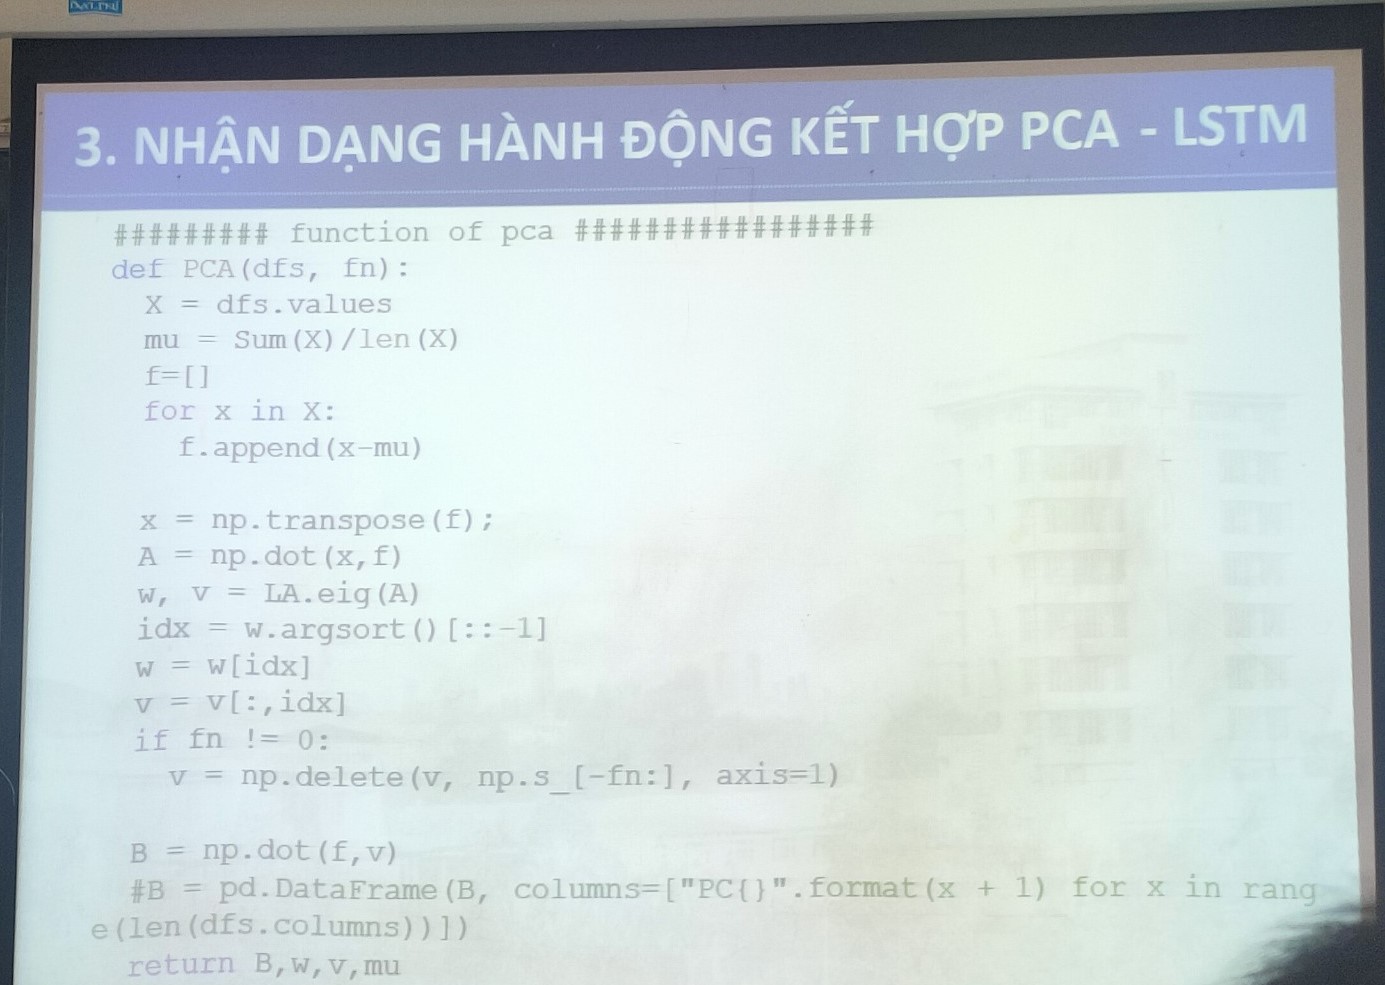 3. NHẬN DẠNG HÀNH ĐỘNG KẾT HỢP PCA - LSTM
######### function of pca #################
def PCA(dfs, fn):
X = dfs.values
mu = Sum(X)/len(X)
f=[]
for x in X:
f.append(x-mu)
x = np.transpose(f);
A = np.dot(x,f)
w, v = LA.eig(A)
idx = w.argsort()[::-1]
w = w[idx]
v = v[:,idx]
if fn != 0:
v = np.delete(v, np.s_[-fn:], axis=1)
B = np.dot(f,v)
#B = pd.DataFrame(B, columns=["PC{}".format(x + 1) for x in rang
e(len(dfs.columns))])
return B,w,v,mu